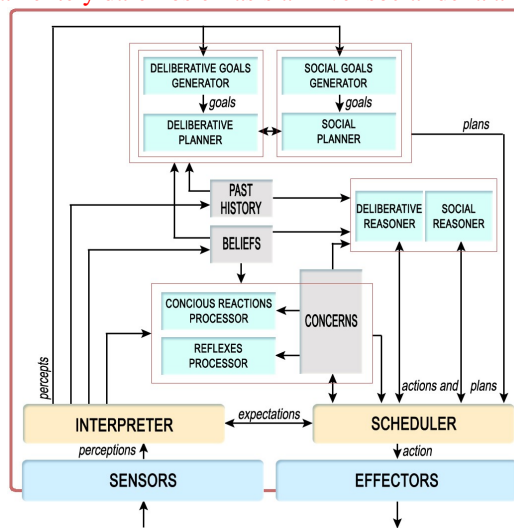 DELIBERATIVE GOALS
GENERATOR
SOCIAL GOALS
GENERATOR
goals
goals
DELIBERATIVE
PLANNER
SOCIAL
PLANNER
plans
PAST
HISTORY
DELIBERATIVE
REASONER
SOCIAL
REASONER
BELIEFS
CONCIOUS REACTIONS
PROCESSOR
CONCERNS
REFLEXES
PROCESSOR
percepts
actions and plans
INTERPRETER
expectations
SCHEDULER
perceptions
action
SENSORS
EFFECTORS